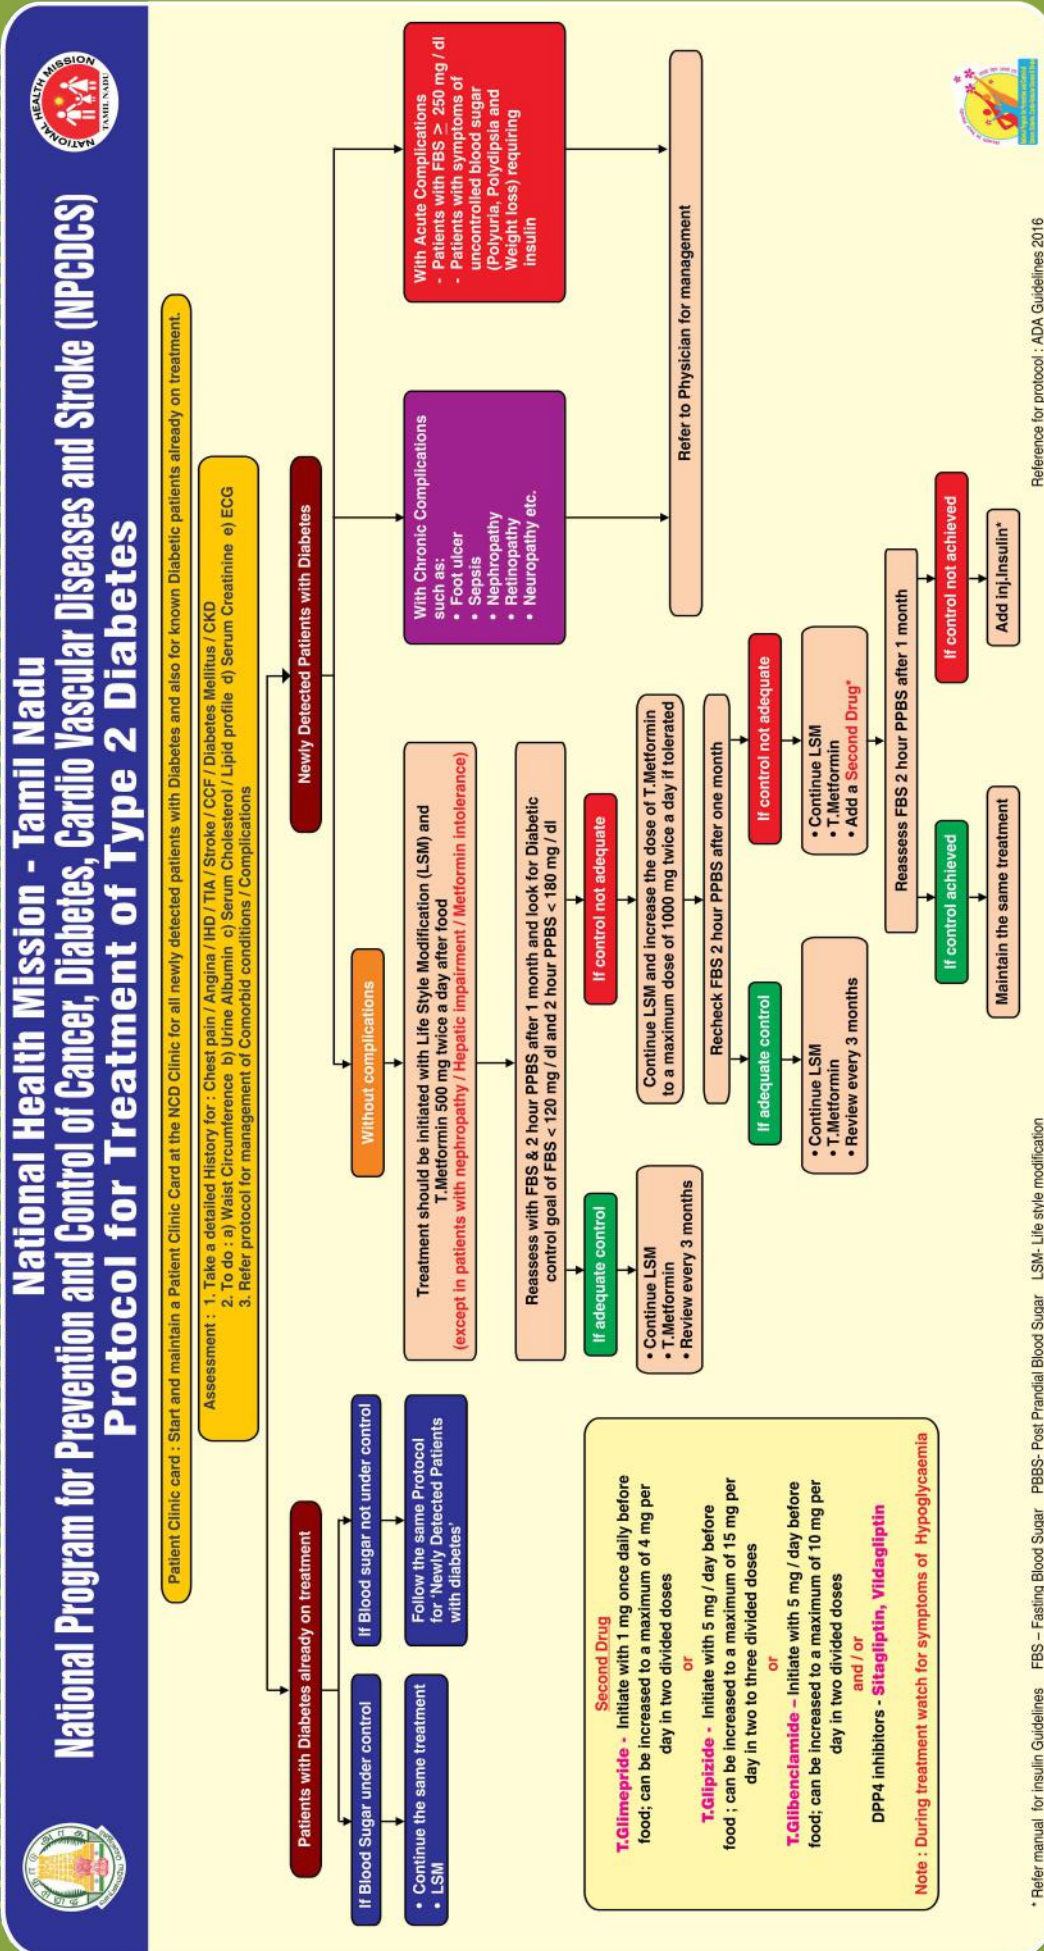 National Health Mission - Tamil Nadu
National Program for Prevention and Control of Cancer, Diabetes, Cardio Vascular Diseases and Stroke (NPCDCS)
Protocol for Treatment of Type 2 Diabetes
NATIONAL HEALTH MISSION
TAMIL NADU
Patient Clinic card : Start and maintain a Patient Clinic Card at the NCD Clinic for all newly detected patients with Diabetes and also for known Diabetic patients already on treatment.
Assessment : 1. Take a detailed History for : Chest pain / Angina / IHD / TIA / Stroke / CCF / Diabetes Mellitus / CKD
2. To do : a) Waist Circumference b) Urine Albumin c) Serum Cholesterol / Lipid profile d) Serum Creatinine e) ECG
3. Refer protocol for management of Comorbid conditions / Complications
Patients with Diabetes already on treatment
If Blood Sugar under control
• Continue the same treatment
• LSM
If Blood sugar not under control
Follow the same Protocol
for 'Newly Detected Patients
with diabetes'
Newly Detected Patients with Diabetes
Without complications
Treatment should be initiated with Life Style Modification (LSM) and
T.Metformin 500 mg twice a day after food
(except in patients with nephropathy / Hepatic impairment / Metformin intolerance)
Reassess with FBS & 2 hour PPBS after 1 month and look for Diabetic
control goal of FBS < 120 mg / dl and 2 hour PPBS < 180 mg / dl
If adequate control
• Continue LSM
• T.Metformin
• Review every 3 months
If control not adequate
Continue LSM and increase the dose of T.Metformin
to a maximum dose of 1000 mg twice a day if tolerated
Recheck FBS 2 hour PPBS after one month
If adequate control
• Continue LSM
• T.Metformin
• Review every 3 months
If control not adequate
• Continue LSM
• T.Metformin
• Add a Second Drug*
Reassess FBS 2 hour PPBS after 1 month
If control achieved
Maintain the same treatment
If control not achieved
Add inj.Insulin*
With Chronic Complications
such as:
• Foot ulcer
• Sepsis
• Nephropathy
• Retinopathy
• Neuropathy etc.
With Acute Complications
- Patients with FBS ≥ 250 mg / dl
- Patients with symptoms of
uncontrolled blood sugar
(Polyuria, Polydipsia and
Weight loss) requiring
insulin
Refer to Physician for management
Second Drug
T.Glimepride - Initiate with 1 mg once daily before
food; can be increased to a maximum of 4 mg per
day in two divided doses
or
T.Glipizide - Initiate with 5 mg / day before
food ; can be increased to a maximum of 15 mg per
day in two to three divided doses
or
T.Glibenclamide – Initiate with 5 mg / day before
food; can be increased to a maximum of 10 mg per
day in two divided doses
and / or
DPP4 inhibitors - Sitagliptin, Vildagliptin
Note : During treatment watch for symptoms of Hypoglycaemia
* Refer manual for insulin Guidelines FBS – Fasting Blood Sugar PBBS- Post Prandial Blood Sugar LSM- Life style modification
Reference for protocol : ADA Guidelines 2016